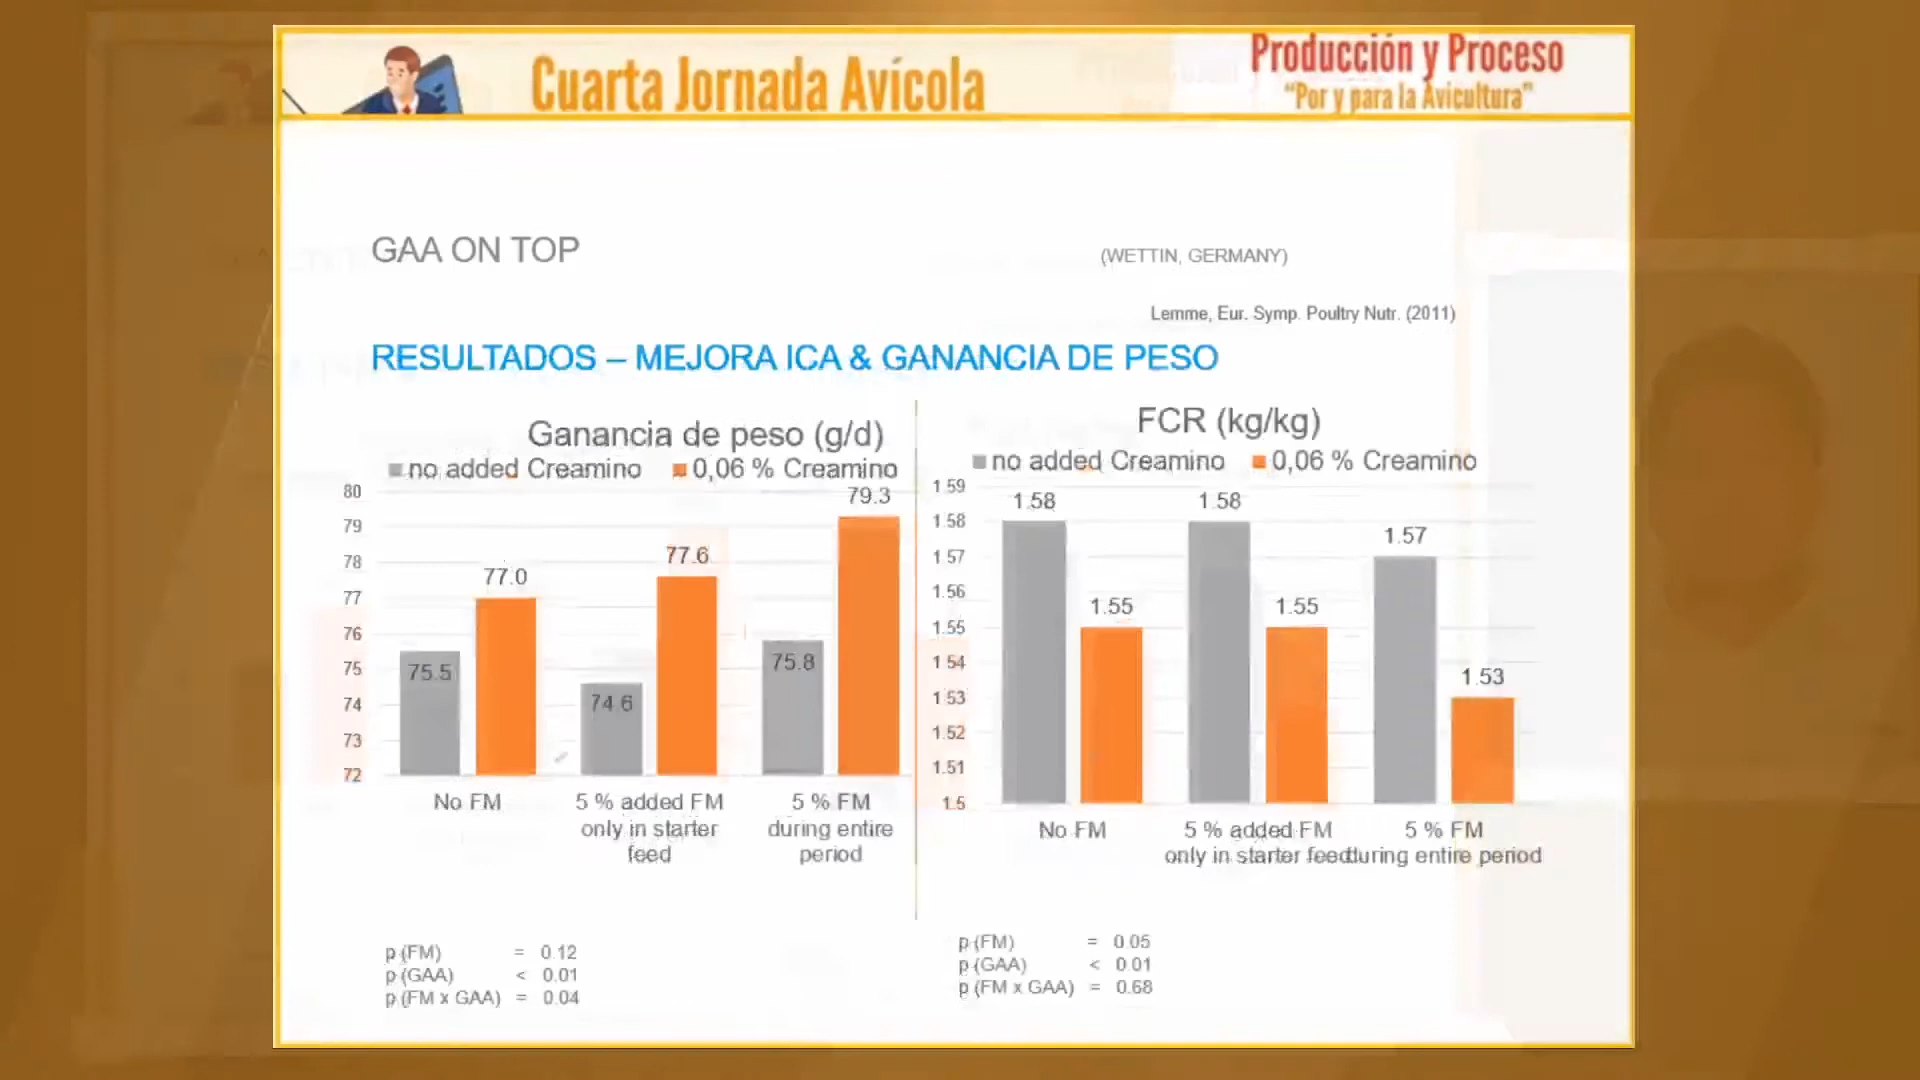 Cuarta Jornada Avícola
Producción y Proceso
“Por y para la Avicultura”
GAA ON TOP
(WETTIN, GERMANY)
Lemme, Eur. Symp. Poultry Nutr. (2011)
RESULTADOS – MEJORA ICA & GANANCIA DE PESO
Ganancia de peso (g/d)
no added Creamino 0,06 % Creamino
80
79
78
77
76
75
74
73
72
75.5
77.0
74.6
77.6
75.8
79.3
No FM
5 % added FM
only in starter
feed
5 % FM
during entire
period
p (FM) = 0.12
p (GAA) < 0.01
p (FM x GAA) = 0.04
FCR (kg/kg)
no added Creamino 0,06 % Creamino
1.59
1.58
1.57
1.56
1.55
1.54
1.53
1.52
1.51
1.5
1.58
1.55
1.58
1.55
1.57
1.53
No FM
5 % added FM
only in starter feed
5 % FM
during entire period
p (FM) = 0.05
p (GAA) < 0.01
p (FM x GAA) = 0.68